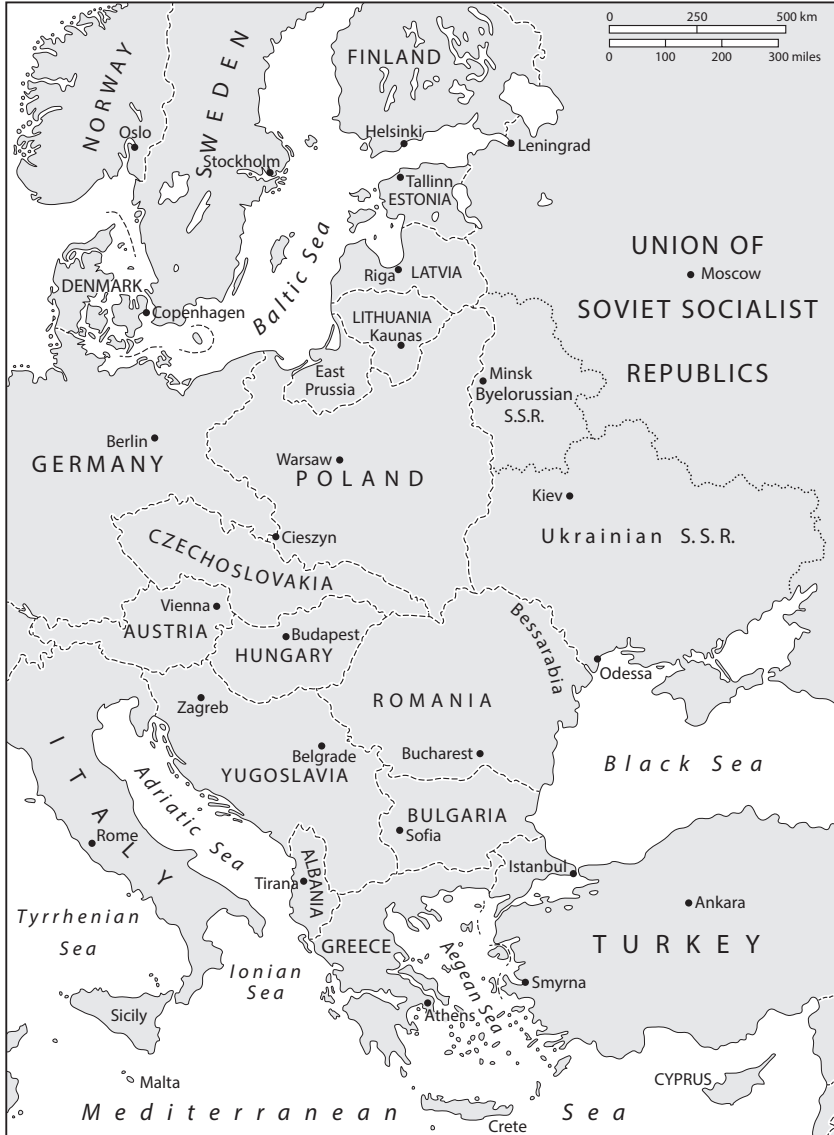 0 250 500 km
0 100 200 300 miles
FINLAND
NORWAY
SWEDEN
Oslo
Helsinki
Leningrad
Stockholm
Tallinn
ESTONIA
Baltic Sea
UNION OF
Moscow
SOVIET SOCIALIST
REPUBLICS
Riga
LATVIA
DENMARK
Copenhagen
LITHUANIA
Kaunas
East
Prussia
Minsk
Byelorussian
S.S.R.
Berlin
GERMANY
Warsaw
POLAND
Kiev
Ukrainian S.S.R.
Cieszyn
CZECHOSLOVAKIA
Vienna
AUSTRIA
Budapest
HUNGARY
Bessarabia
Odessa
ROMANIA
Zagreb
Belgrade
YUGOSLAVIA
Bucharest
Black Sea
ITALY
Adriatic Sea
BULGARIA
Sofia
Rome
ALBANIA
Tirana
Istanbul
Ankara
TURKEY
Tyrrhenian
Sea
Ionian
Sea
GREECE
Aegean Sea
Smyrna
Athens
Sicily
Malta
CYPRUS
Mediterranean Sea
Crete